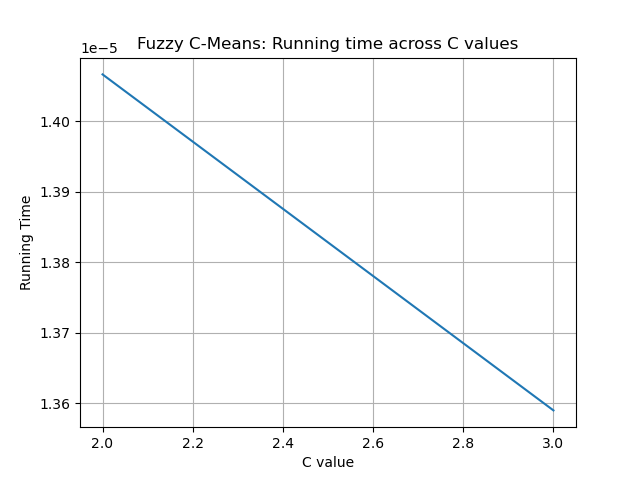 Fuzzy C-Means: Running time across C values
1e−5
1.40
1.39
1.38
1.37
1.36
Running Time
2.0 2.2 2.4 2.6 2.8 3.0
C value